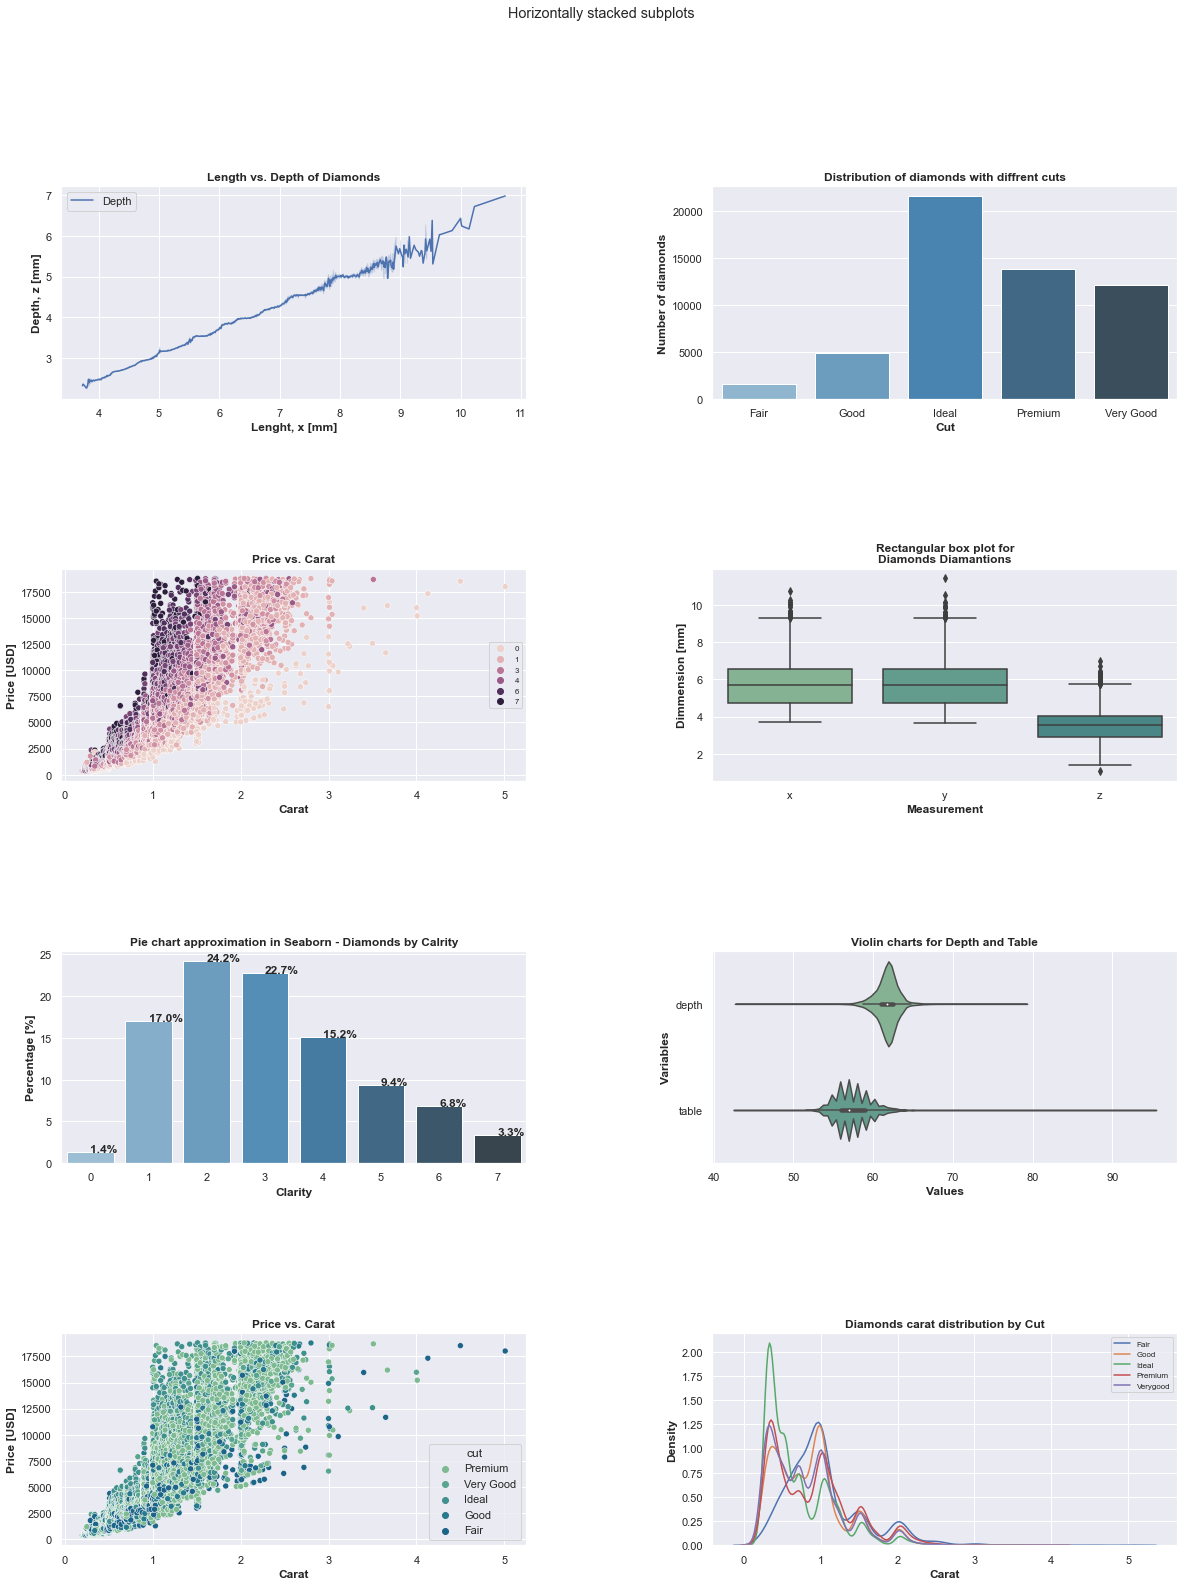 Horizontally stacked subplots
Length vs. Depth of Diamonds
Depth
7
6
5
4
3
Depth, z [mm]
4 5 6 7 8 9 10 11
Lenght, x [mm]
Distribution of diamonds with diffrent cuts
20000
15000
10000
5000
0
Number of diamonds
Fair Good Ideal Premium Very Good
Cut
Price vs. Carat
17500
15000
12500
10000
7500
5000
2500
0
Price [USD]
0
1
3
4
6
7
0 1 2 3 4 5
Carat
Rectangular box plot for
Diamonds Diamantions
10
8
6
4
2
Dimmension [mm]
x y z
Measurement
Pie chart approximation in Seaborn - Diamonds by Calrity
25
20
15
10
5
0
Percentage [%]
1.4%
17.0%
24.2%
22.7%
15.2%
9.4%
6.8%
3.3%
0 1 2 3 4 5 6 7
Clarity
Violin charts for Depth and Table
depth
table
Variables
40 50 60 70 80 90
Values
Price vs. Carat
17500
15000
12500
10000
7500
5000
2500
0
Price [USD]
cut
Premium
Very Good
Ideal
Good
Fair
0 1 2 3 4 5
Carat
Diamonds carat distribution by Cut
2.00
1.75
1.50
1.25
1.00
0.75
0.50
0.25
0.00
Density
Fair
Good
Ideal
Premium
Verygood
0 1 2 3 4 5
Carat